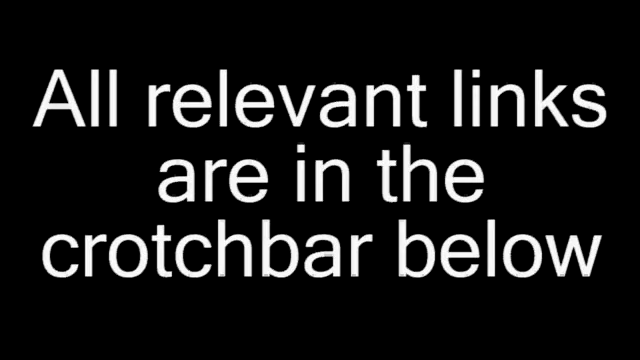 All relevant links
are in the
crotchbar below